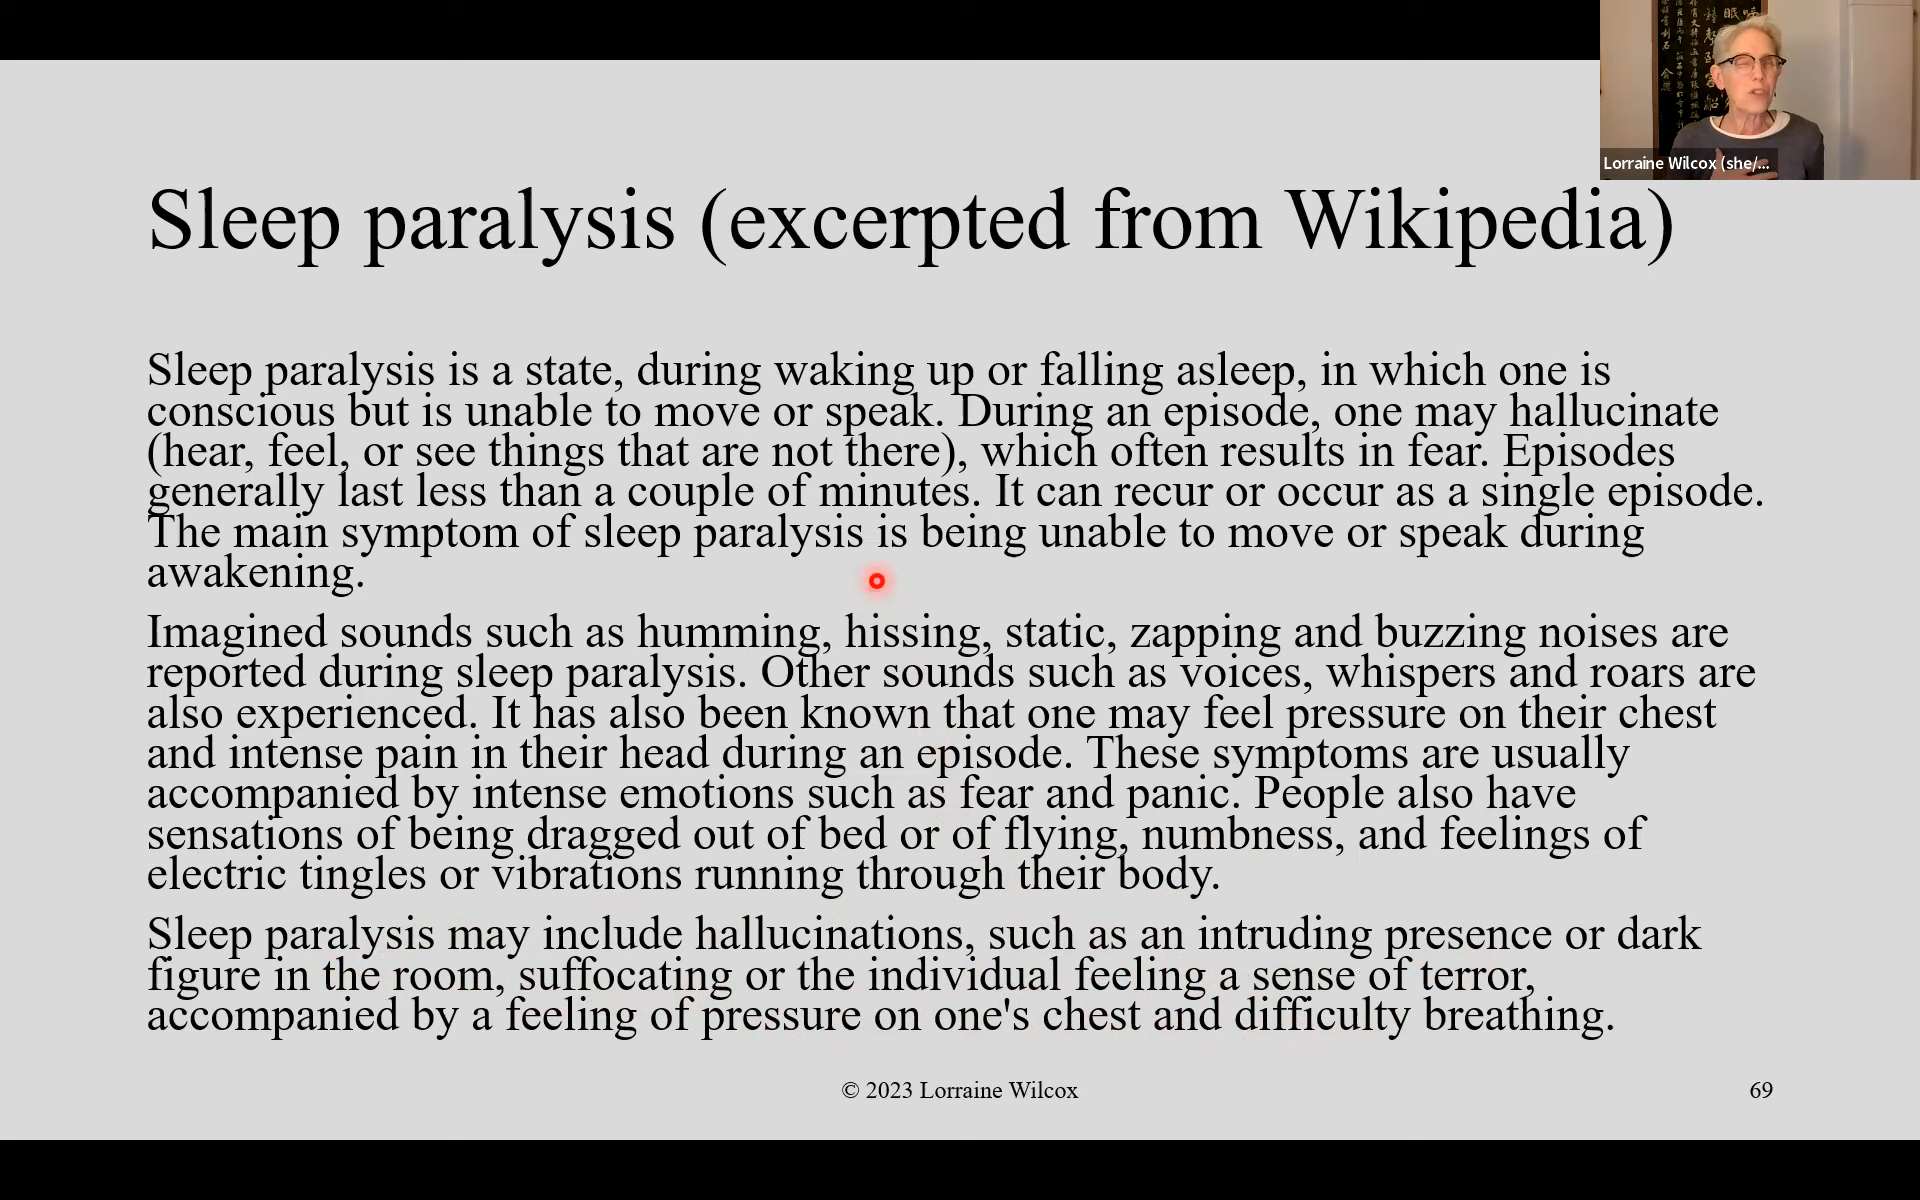 Lorraine Wilcox (she/...
Sleep paralysis (excerpted from Wikipedia)
Sleep paralysis is a state, during waking up or falling asleep, in which one is
conscious but is unable to move or speak. During an episode, one may hallucinate
(hear, feel, or see things that are not there), which often results in fear. Episodes
generally last less than a couple of minutes. It can recur or occur as a single episode.
The main symptom of sleep paralysis is being unable to move or speak during
awakening.
Imagined sounds such as humming, hissing, static, zapping and buzzing noises are
reported during sleep paralysis. Other sounds such as voices, whispers and roars are
also experienced. It has also been known that one may feel pressure on their chest
and intense pain in their head during an episode. These symptoms are usually
accompanied by intense emotions such as fear and panic. People also have
sensations of being dragged out of bed or of flying, numbness, and feelings of
electric tingles or vibrations running through their body.
Sleep paralysis may include hallucinations, such as an intruding presence or dark
figure in the room, suffocating or the individual feeling a sense of terror,
accompanied by a feeling of pressure on one's chest and difficulty breathing.
© 2023 Lorraine Wilcox
69